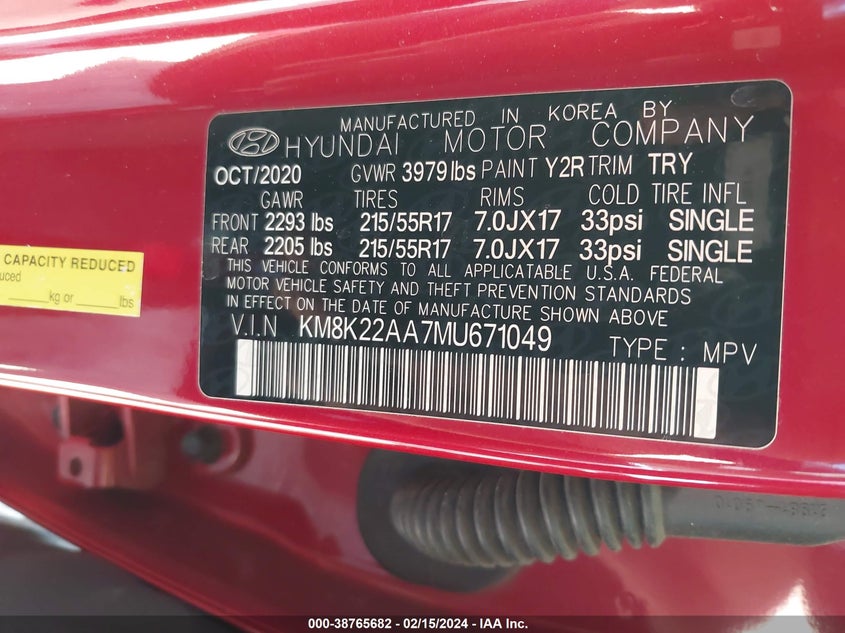 MANUFACTURED IN KOREA BY
HYUNDAI MOTOR COMPANY
OCT/2020 GVWR 3979 lbs PAINT Y2R TRIM TRY
GAWR TIRES RIMS COLD TIRE INFL
FRONT 2293 lbs 215/55R17 7.0JX17 33psi SINGLE
REAR 2205 lbs 215/55R17 7.0JX17 33psi SINGLE
THIS VEHICLE CONFORMS TO ALL APPLICABLE U.S.A. FEDERAL
MOTOR VEHICLE SAFETY AND THEFT PREVENTION STANDARDS
IN EFFECT ON THE DATE OF MANUFACTURE SHOWN ABOVE
V.I.N KM8K22AA7MU671049
TYPE : MPV
CAPACITY REDUCED
duced
____kg or ____lbs
000-38765682 - 02/15/2024 - IAA Inc.